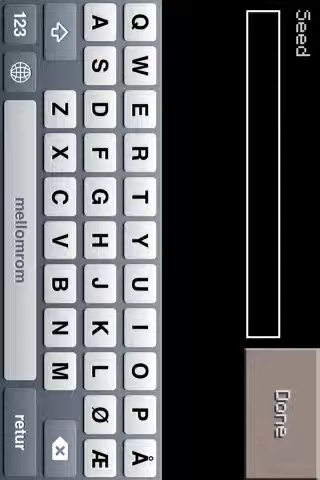 Seed
Done
Q W E R T Y U I O P Å
A S D F G H J K L Ø Æ
Z X C V B N M
123 mellomrom retur